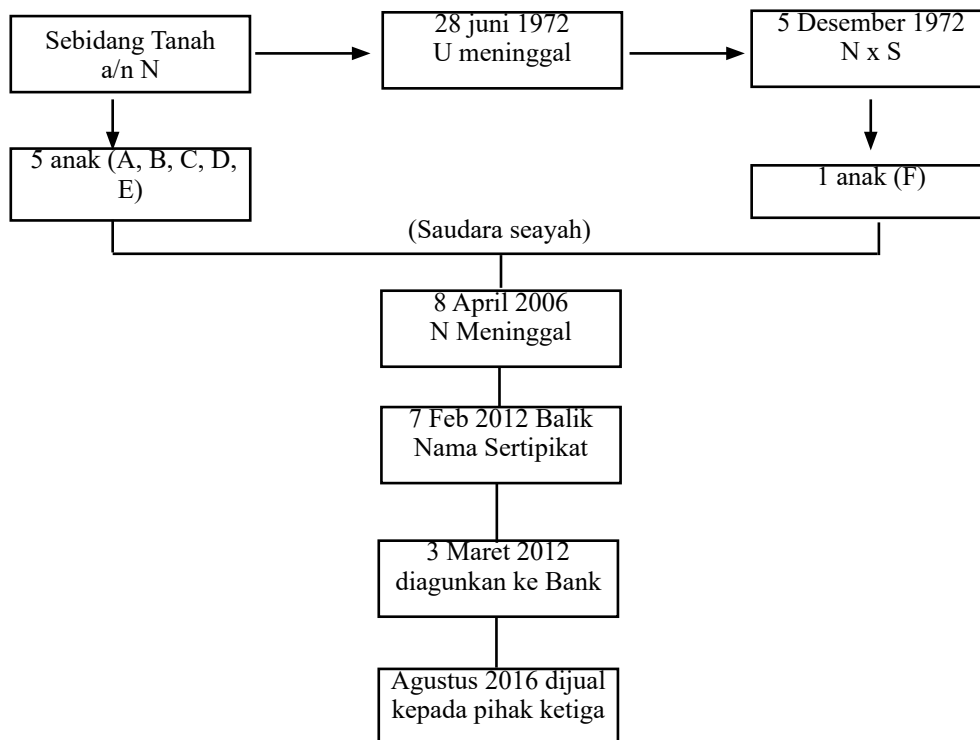 Sebidang Tanah
a/n N
28 juni 1972
U meninggal
5 Desember 1972
N x S
5 anak (A, B, C, D,
E)
1 anak (F)
(Saudara seayah)
8 April 2006
N Meninggal
7 Feb 2012 Balik
Nama Sertipikat
3 Maret 2012
diagunkan ke Bank
Agustus 2016 dijual
kepada pihak ketiga